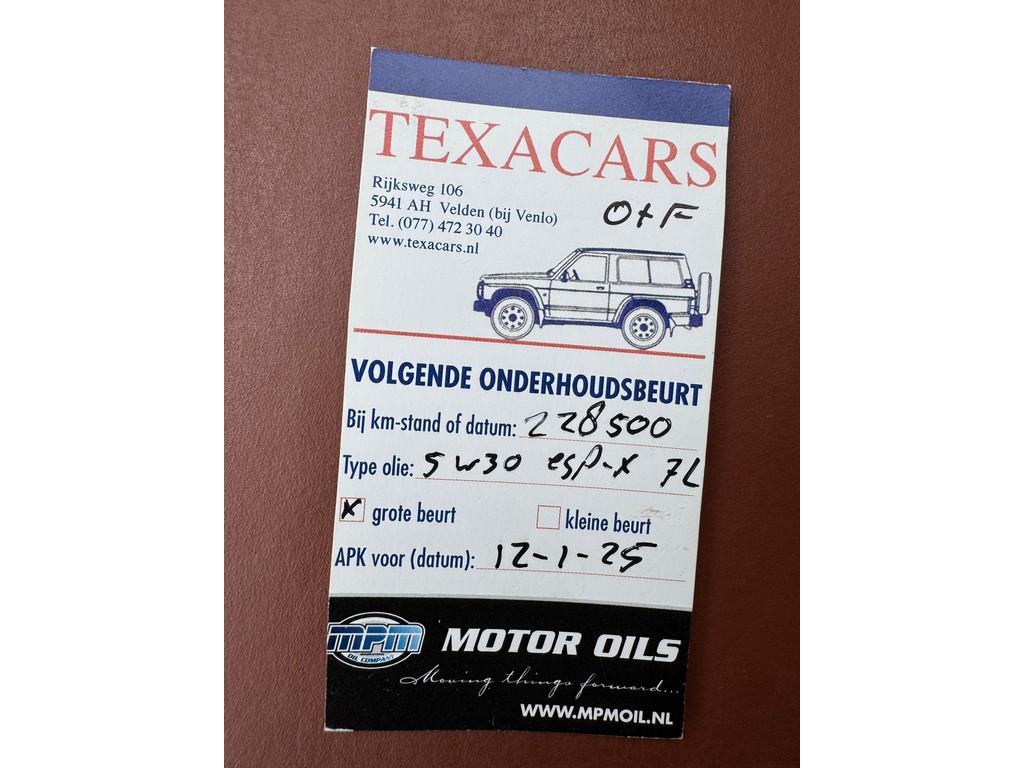 TEXACARS
Rijksweg 106
5941 AH Velden (bij Venlo)
Tel. (077) 472 30 40
www.texacars.nl
O+F
VOLGENDE ONDERHOUDSBEURT
Bij km-stand of datum: 228500
Type olie: 5w30 esp-x 7L
x grote beurt kleine beurt
APK voor (datum): 12-1-25
MPM OIL COMPANY MOTOR OILS
Moving things forward...
WWW.MPMOIL.NL